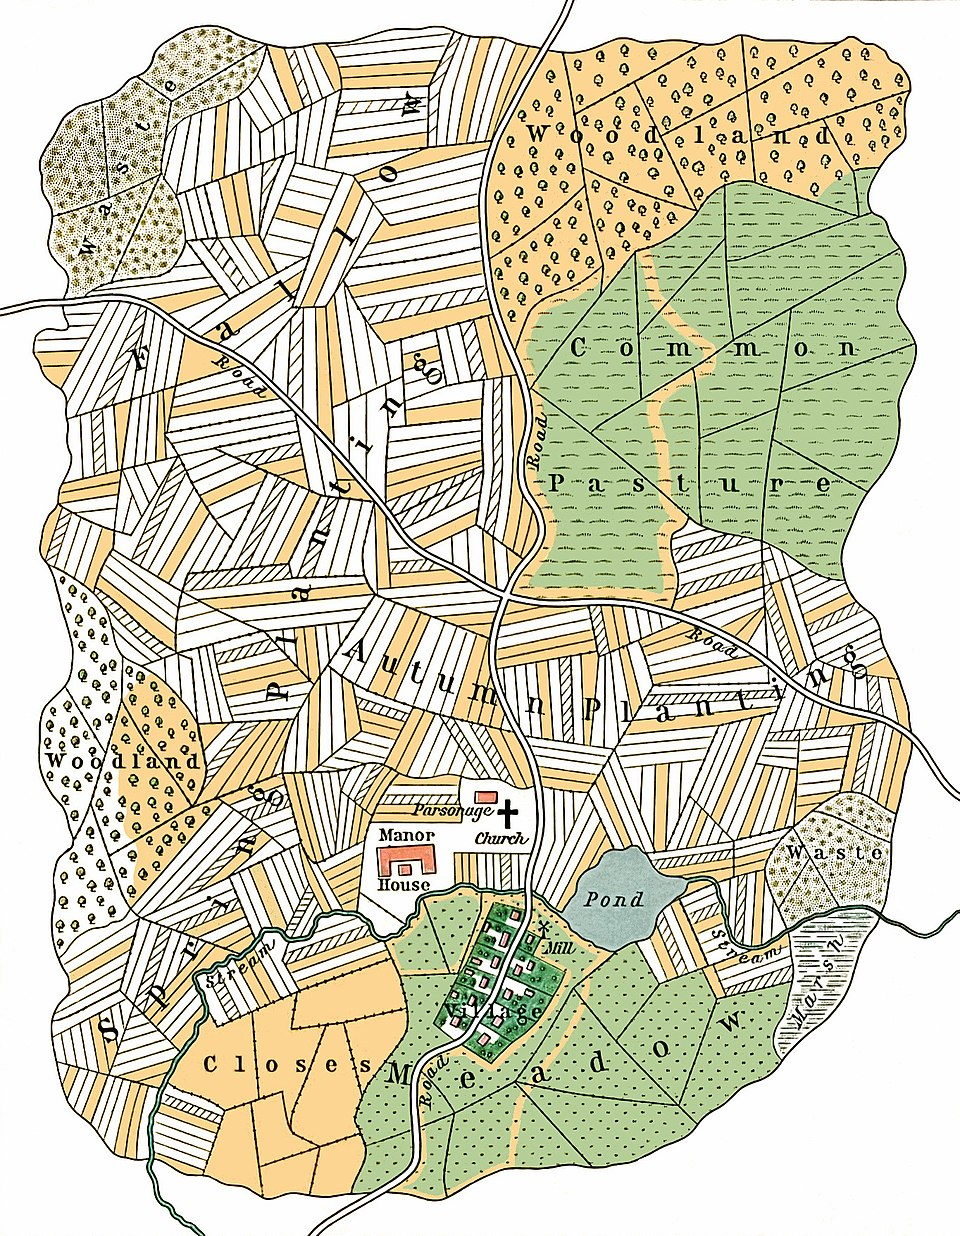 Woodland
Waste
Fallow
Road
Common
Road
Pasture
Spring Planting
Road
Autumn Planting
Woodland
Parsonage
Church
Manor
House
Waste
Pond
Stream
Mill
Stream
Marsh
Village
Closes
Meadow
Road